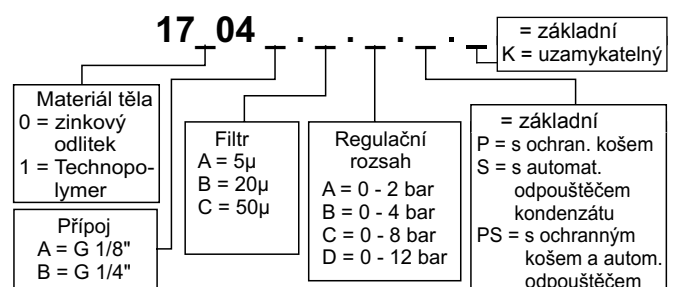 17_04_._._._._
= základní
K = uzamykatelný
Materiál těla
0 = zinkový
odlitek
1 = Technopo-
lymer
Přípoj
A = G 1/8"
B = G 1/4"
Filtr
A = 5µ
B = 20µ
C = 50µ
Regulační
rozsah
A = 0 - 2 bar
B = 0 - 4 bar
C = 0 - 8 bar
D = 0 - 12 bar
= základní
P = s ochran. košem
S = s automat.
odpouštěčem
kondenzátu
PS = s ochranným
košem a autom.
odpouštěčem